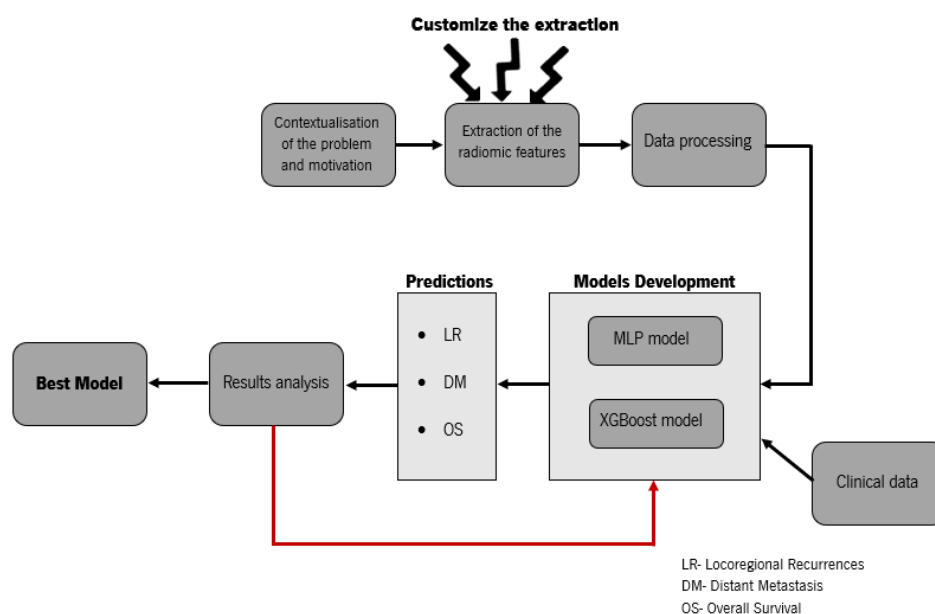 Customize the extraction
Contextualisation
of the problem
and motivation
Extraction of the
radiomic features
Data processing
Predictions
Models Development
• LR
• DM
• OS
MLP model
XGBoost model
Best Model
Results analysis
Clinical data
LR- Locoregional Recurrences
DM- Distant Metastasis
OS- Overall Survival